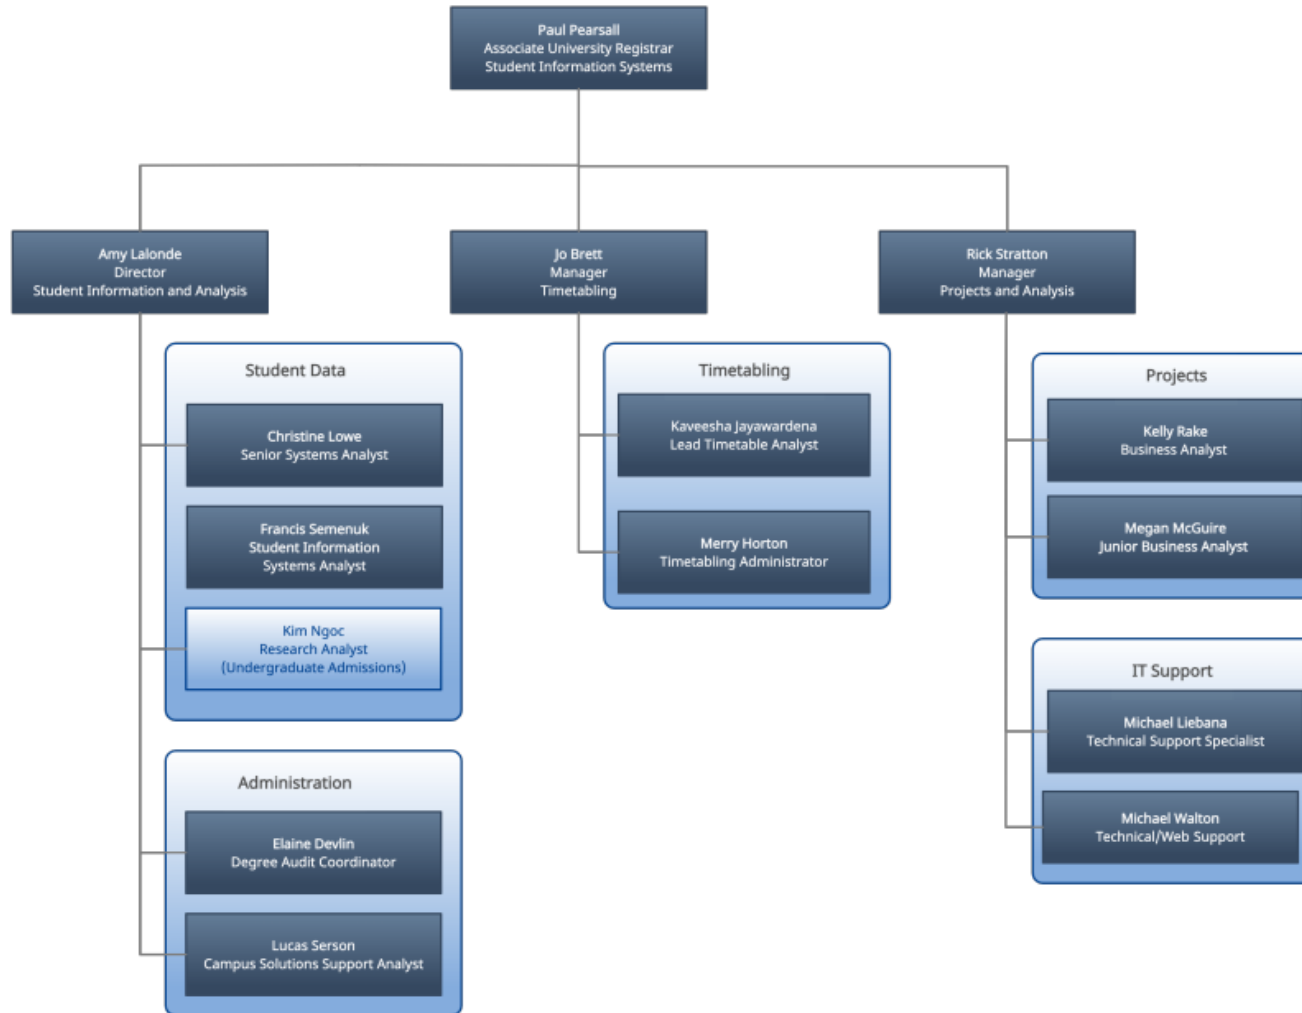 Paul Pearsall
Associate University Registrar
Student Information Systems
Amy Lalonde
Director
Student Information and Analysis
Jo Brett
Manager
Timetabling
Rick Stratton
Manager
Projects and Analysis
Student Data
Christine Lowe
Senior Systems Analyst
Francis Semenuk
Student Information
Systems Analyst
Kim Ngoc
Research Analyst
(Undergraduate Admissions)
Administration
Elaine Devlin
Degree Audit Coordinator
Lucas Serson
Campus Solutions Support Analyst
Timetabling
Kaveesha Jayawardena
Lead Timetable Analyst
Merry Horton
Timetabling Administrator
Projects
Kelly Rake
Business Analyst
Megan McGuire
Junior Business Analyst
IT Support
Michael Liebana
Technical Support Specialist
Michael Walton
Technical/Web Support